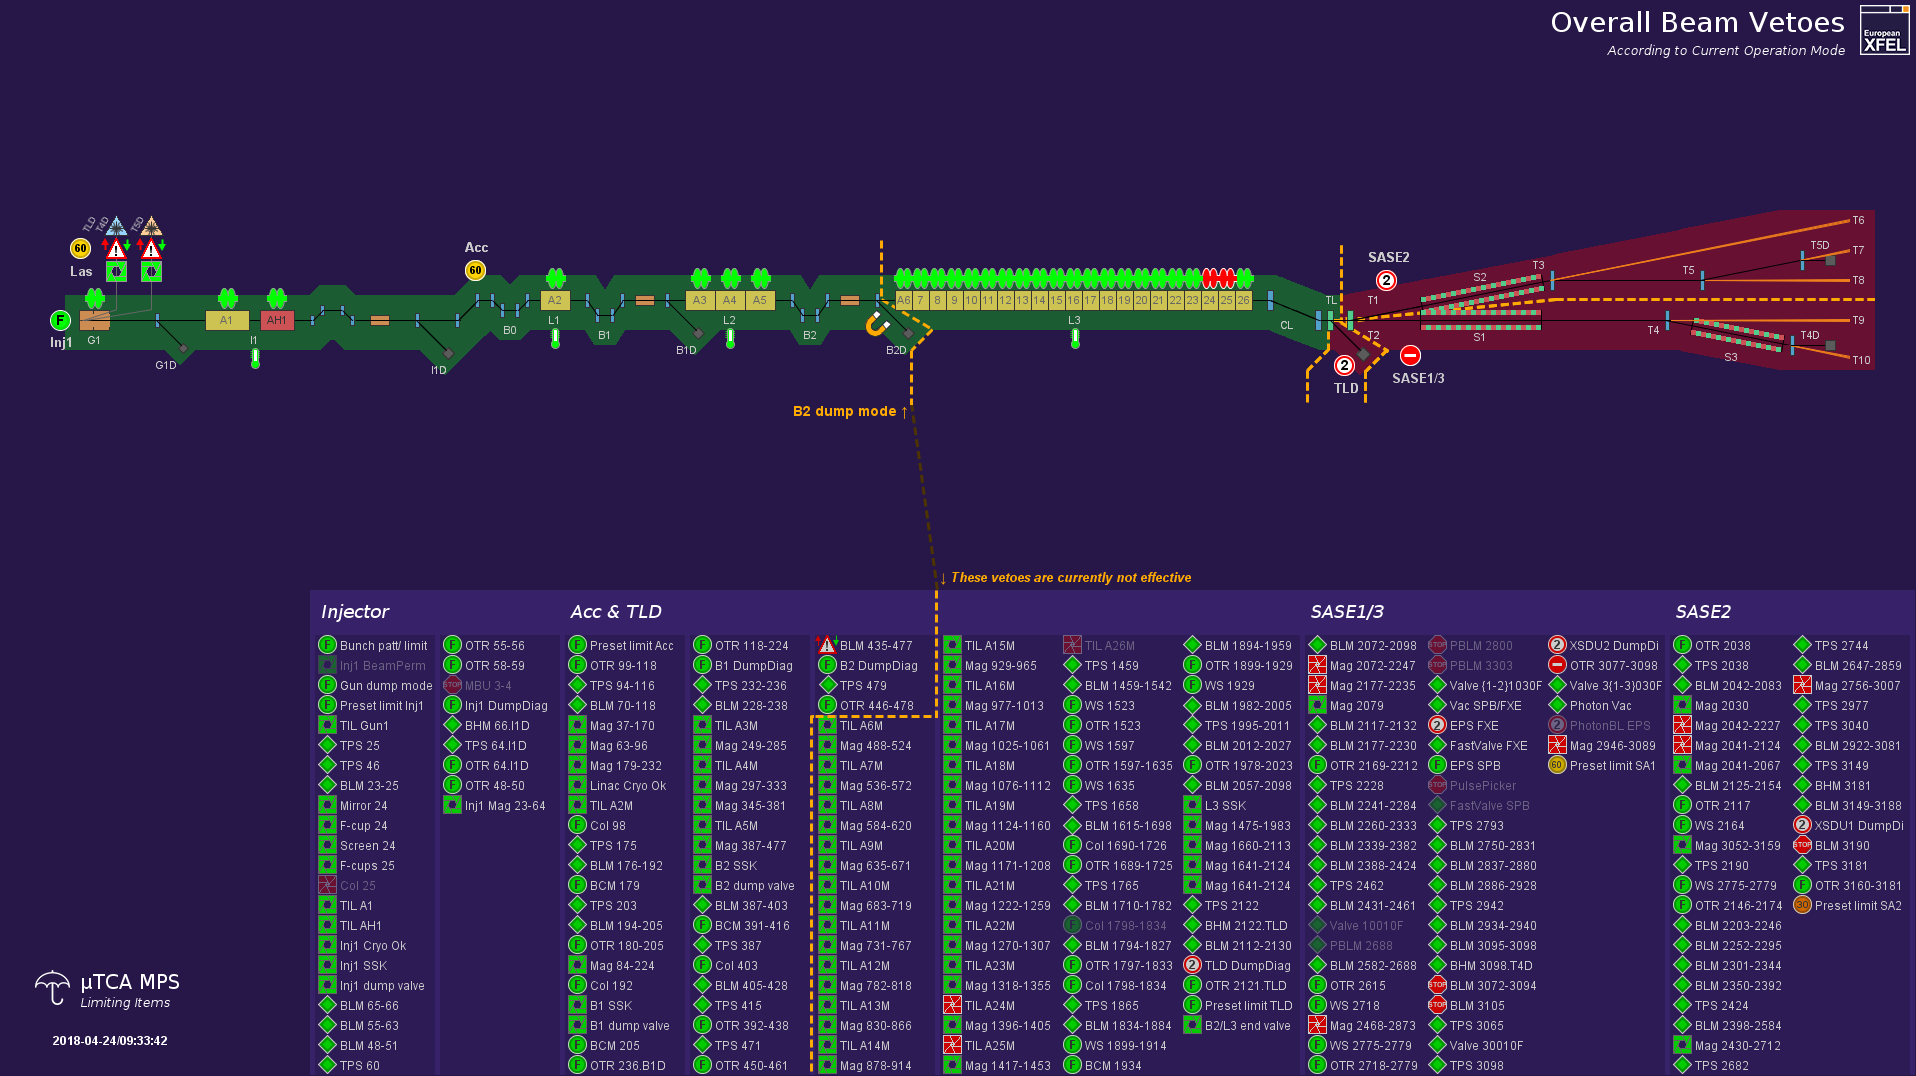 Overall Beam Vetoes
According to Current Operation Mode
European
XFEL
TLD
T4D
T5D
60
Las
Acc
60
F
Inj1
G1
G1D
A1
AH1
I1
I1D
B0
A2
L1
B1
A3 A4 A5
L2
B1D
B2
B2D
A6 7 8 9 10 11 12 13 14 15 16 17 18 19 20 21 22 23 24 25 26
L3
CL
TL
SASE2
2
T1
T2
2
TLD
SASE1/3
S2
T3
S1
T4
T5
S3
T4D
T5D
T6
T7
T8
T9
T10
B2 dump mode ↑
↓ These vetoes are currently not effective
Injector
Bunch patt/ limit
Inj1 BeamPerm
Gun dump mode
Preset limit Inj1
TIL Gun1
TPS 25
TPS 46
BLM 23-25
Mirror 24
F-cup 24
Screen 24
F-cups 25
Col 25
TIL A1
TIL AH1
Inj1 Cryo Ok
Inj1 SSK
Inj1 dump valve
BLM 65-66
BLM 55-63
BLM 48-51
TPS 60
OTR 55-56
OTR 58-59
MBU 3-4
Inj1 DumpDiag
BHM 66.I1D
TPS 64.I1D
OTR 64.I1D
OTR 48-50
Inj1 Mag 23-64
Acc & TLD
Preset limit Acc
OTR 99-118
TPS 94-116
BLM 70-118
Mag 37-170
Mag 63-96
Mag 179-232
Linac Cryo Ok
TIL A2M
Col 98
TPS 175
BLM 176-192
BCM 179
TPS 203
BLM 194-205
OTR 180-205
Mag 84-224
Col 192
B1 SSK
B1 dump valve
BCM 205
OTR 236.B1D
OTR 118-224
B1 DumpDiag
TPS 232-236
BLM 228-238
TIL A3M
Mag 249-285
TIL A4M
Mag 297-333
Mag 345-381
TIL A5M
Mag 387-477
B2 SSK
B2 dump valve
BLM 387-403
BCM 391-416
TPS 387
Col 403
BLM 405-428
TPS 415
OTR 392-438
TPS 471
OTR 450-461
BLM 435-477
B2 DumpDiag
TPS 479
OTR 446-478
TIL A6M
Mag 488-524
TIL A7M
Mag 536-572
TIL A8M
Mag 584-620
TIL A9M
Mag 635-671
TIL A10M
Mag 683-719
TIL A11M
Mag 731-767
TIL A12M
Mag 782-818
TIL A13M
Mag 830-866
TIL A14M
Mag 878-914
TIL A15M
Mag 929-965
TIL A16M
Mag 977-1013
TIL A17M
Mag 1025-1061
TIL A18M
Mag 1076-1112
TIL A19M
Mag 1124-1160
TIL A20M
Mag 1171-1208
TIL A21M
Mag 1222-1259
TIL A22M
Mag 1270-1307
TIL A23M
Mag 1318-1355
TIL A24M
Mag 1396-1405
TIL A25M
Mag 1417-1453
TIL A26M
TPS 1459
BLM 1459-1542
WS 1523
OTR 1523
WS 1597
OTR 1597-1635
WS 1635
TPS 1658
BLM 1615-1698
Col 1690-1726
OTR 1689-1725
TPS 1765
BLM 1710-1782
Col 1798-1834
BLM 1794-1827
OTR 1797-1833
Col 1798-1834
TPS 1865
BLM 1834-1884
WS 1899-1914
BCM 1934
BLM 1894-1959
OTR 1899-1929
WS 1929
BLM 1982-2005
TPS 1995-2011
BLM 2012-2027
OTR 1978-2023
BLM 2057-2098
L3 SSK
Mag 1475-1983
Mag 1660-2113
Mag 1641-2124
Mag 1641-2124
TPS 2122
BHM 2122.TLD
BLM 2112-2130
TLD DumpDiag
OTR 2121.TLD
Preset limit TLD
B2/L3 end valve
SASE1/3
BLM 2072-2098
Mag 2072-2247
Mag 2177-2235
Mag 2079
BLM 2117-2132
BLM 2177-2230
OTR 2169-2212
TPS 2228
BLM 2241-2284
BLM 2260-2333
BLM 2339-2382
BLM 2388-2424
TPS 2462
BLM 2431-2461
Valve 10010F
PBLM 2688
BLM 2582-2688
OTR 2615
WS 2718
Mag 2468-2873
WS 2775-2779
OTR 2718-2779
PBLM 2800
PBLM 3303
Valve {1-2}1030F
Vac SPB/FXE
EPS FXE
FastValve FXE
EPS SPB
PulsePicker
FastValve SPB
TPS 2793
BLM 2750-2831
BLM 2837-2880
BLM 2886-2928
TPS 2942
BLM 2934-2940
BLM 3095-3098
BHM 3098.T4D
BLM 3072-3094
BLM 3105
TPS 3065
Valve 30010F
TPS 3098
XSDU2 DumpDi
OTR 3077-3098
Valve 3{1-3}030F
Photon Vac
PhotonBL EPS
Mag 2946-3089
Preset limit SA1
SASE2
OTR 2038
TPS 2038
BLM 2042-2083
Mag 2030
Mag 2042-2227
Mag 2041-2124
Mag 2041-2067
BLM 2125-2154
OTR 2117
WS 2164
Mag 3052-3159
TPS 2190
WS 2775-2779
OTR 2146-2174
BLM 2203-2246
BLM 2252-2295
BLM 2301-2344
BLM 2350-2392
TPS 2424
BLM 2398-2584
Mag 2430-2712
TPS 2682
TPS 2744
BLM 2647-2859
Mag 2756-3007
TPS 2977
TPS 3040
BLM 2922-3081
TPS 3149
BHM 3181
BLM 3149-3188
XSDU1 DumpDi
BLM 3190
TPS 3181
OTR 3160-3181
Preset limit SA2
µTCA MPS
Limiting Items
2018-04-24/09:33:42